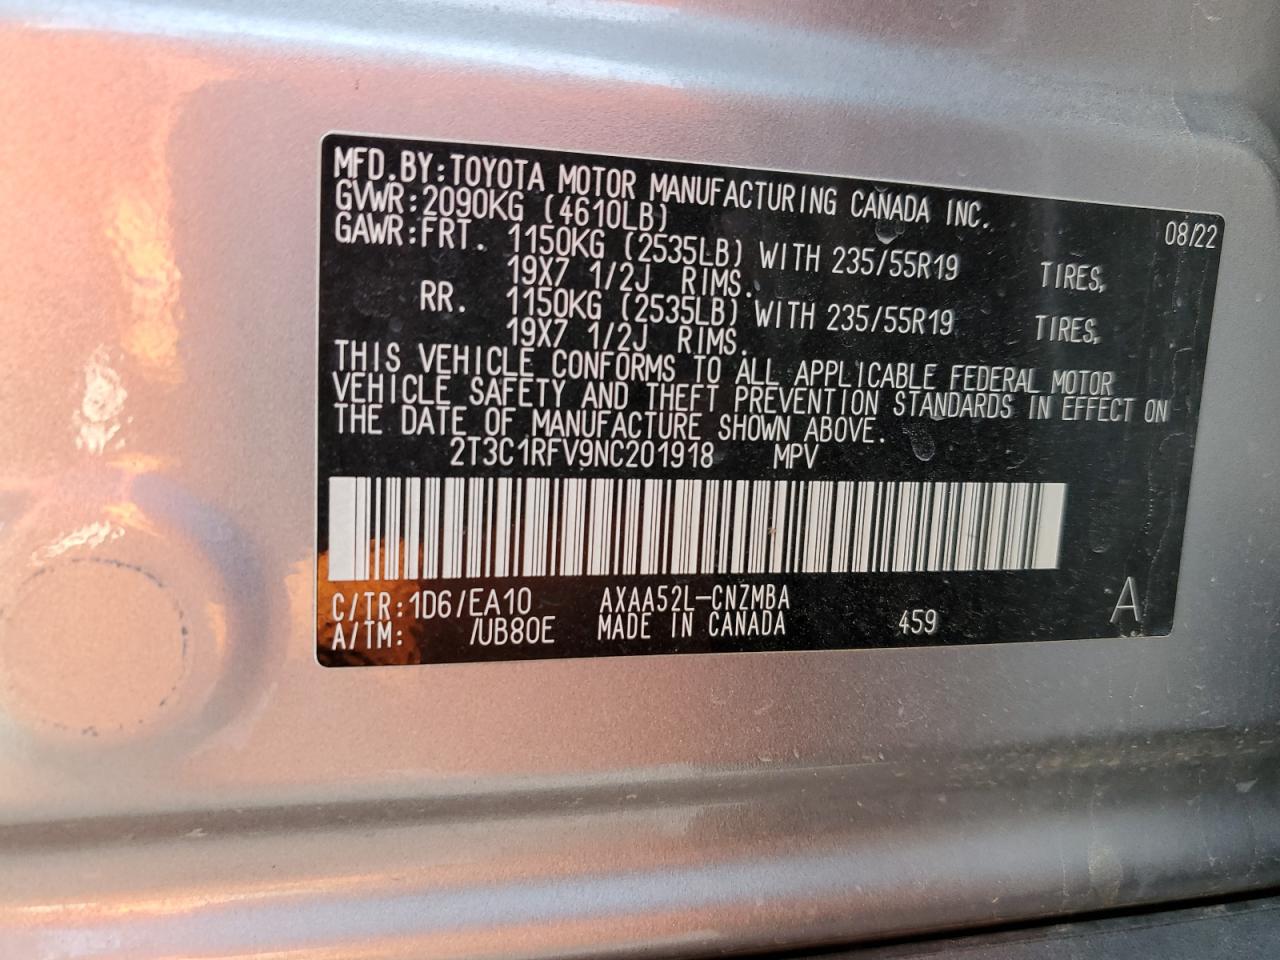 MFD.BY:TOYOTA MOTOR MANUFACTURING CANADA INC.
08/22
GVWR:2090KG (4610LB)
GAWR:FRT. 1150KG (2535LB) WITH 235/55R19 TIRES,
19X7 1/2J RIMS.
RR. 1150KG (2535LB) WITH 235/55R19 TIRES,
19X7 1/2J RIMS.
THIS VEHICLE CONFORMS TO ALL APPLICABLE FEDERAL MOTOR
VEHICLE SAFETY AND THEFT PREVENTION STANDARDS IN EFFECT ON
THE DATE OF MANUFACTURE SHOWN ABOVE.
2T3C1RFV9NC201918 MPV
C/TR:1D6/EA10 AXAA52L-CNZMBA
A/TM: /UB80E MADE IN CANADA 459 A